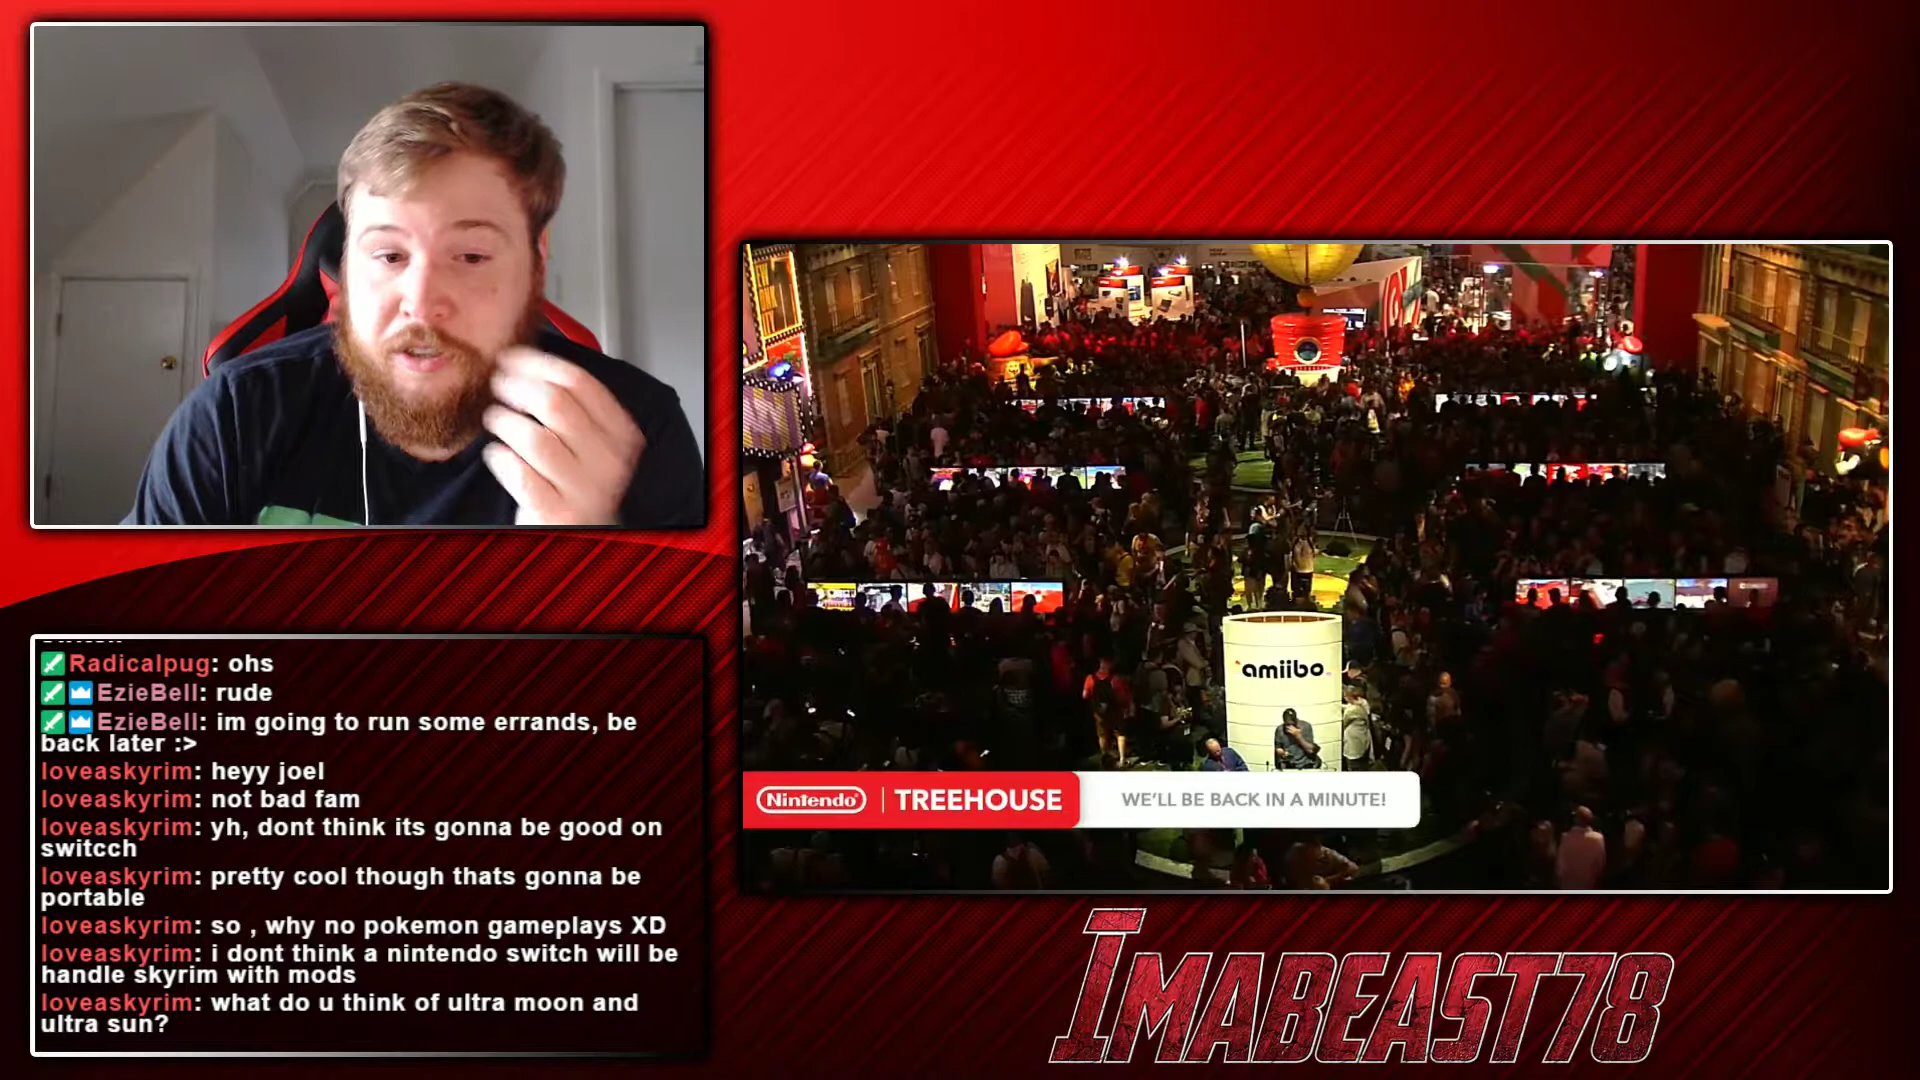 Radicalpug: ohs
EzieBell: rude
EzieBell: im going to run some errands, be
back later :>
loveaskyrim: heyy joel
loveaskyrim: not bad fam
loveaskyrim: yh, dont think its gonna be good on
switcch
loveaskyrim: pretty cool though thats gonna be
portable
loveaskyrim: so , why no pokemon gameplays XD
loveaskyrim: i dont think a nintendo switch will be
handle skyrim with mods
loveaskyrim: what do u think of ultra moon and
ultra sun?
amiibo
Nintendo | TREEHOUSE
WE'LL BE BACK IN A MINUTE!
IMABEAST78